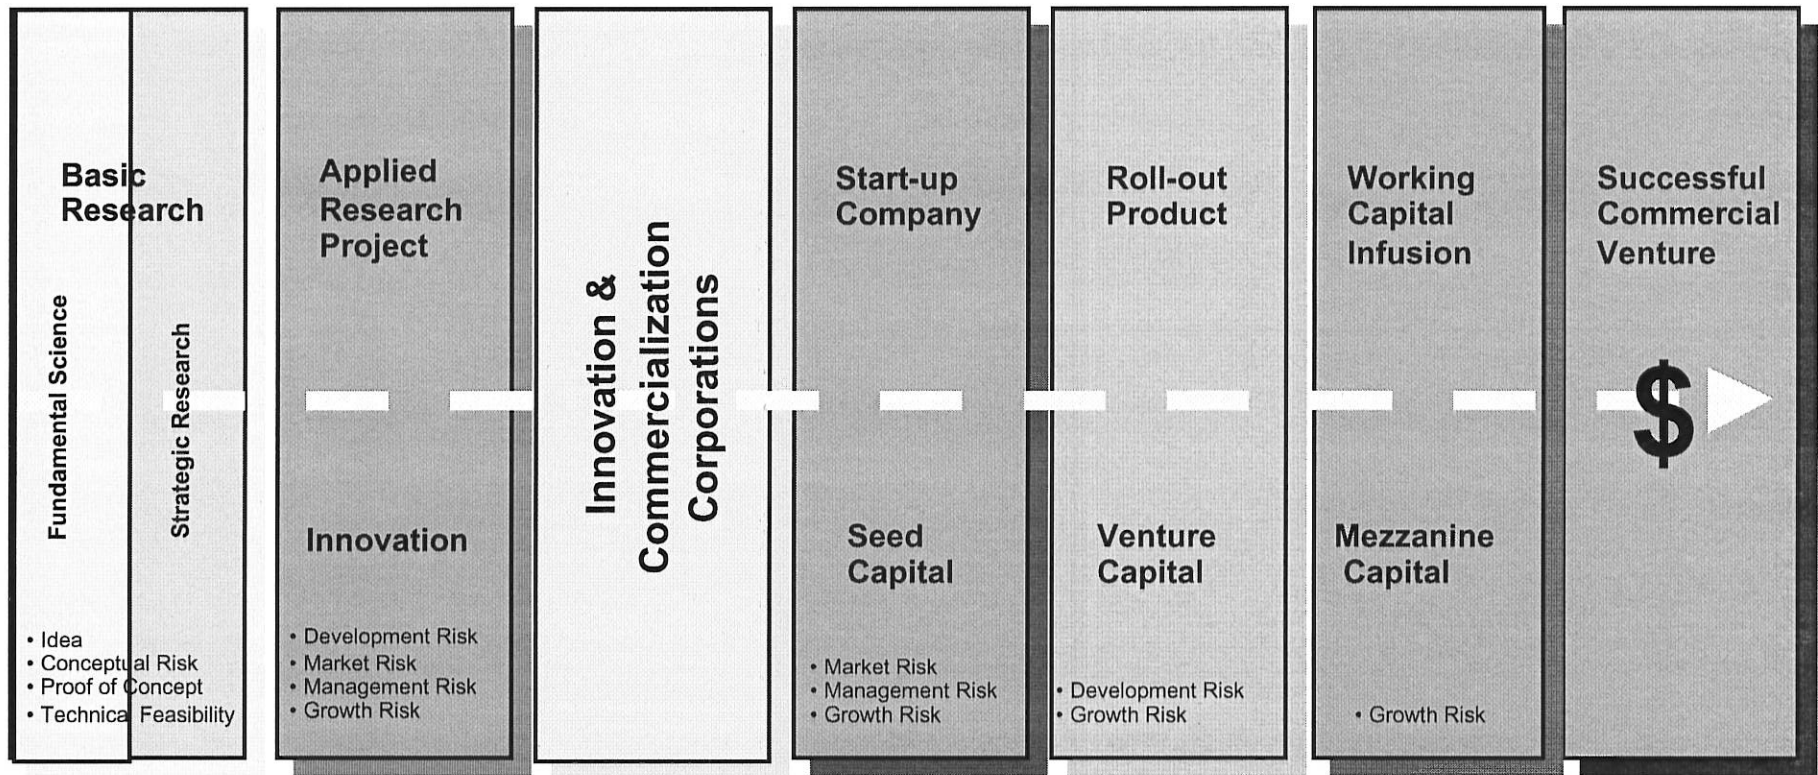 Basic
Research
Fundamental Science
Strategic Research
• Idea
• Conceptual Risk
• Proof of Concept
• Technical Feasibility
Applied
Research
Project
Innovation
• Development Risk
• Market Risk
• Management Risk
• Growth Risk
Innovation &
Commercialization
Corporations
Start-up
Company
Seed
Capital
• Market Risk
• Management Risk
• Growth Risk
Roll-out
Product
Venture
Capital
• Development Risk
• Growth Risk
Working
Capital
Infusion
Mezzanine
Capital
• Growth Risk
Successful
Commercial
Venture
$